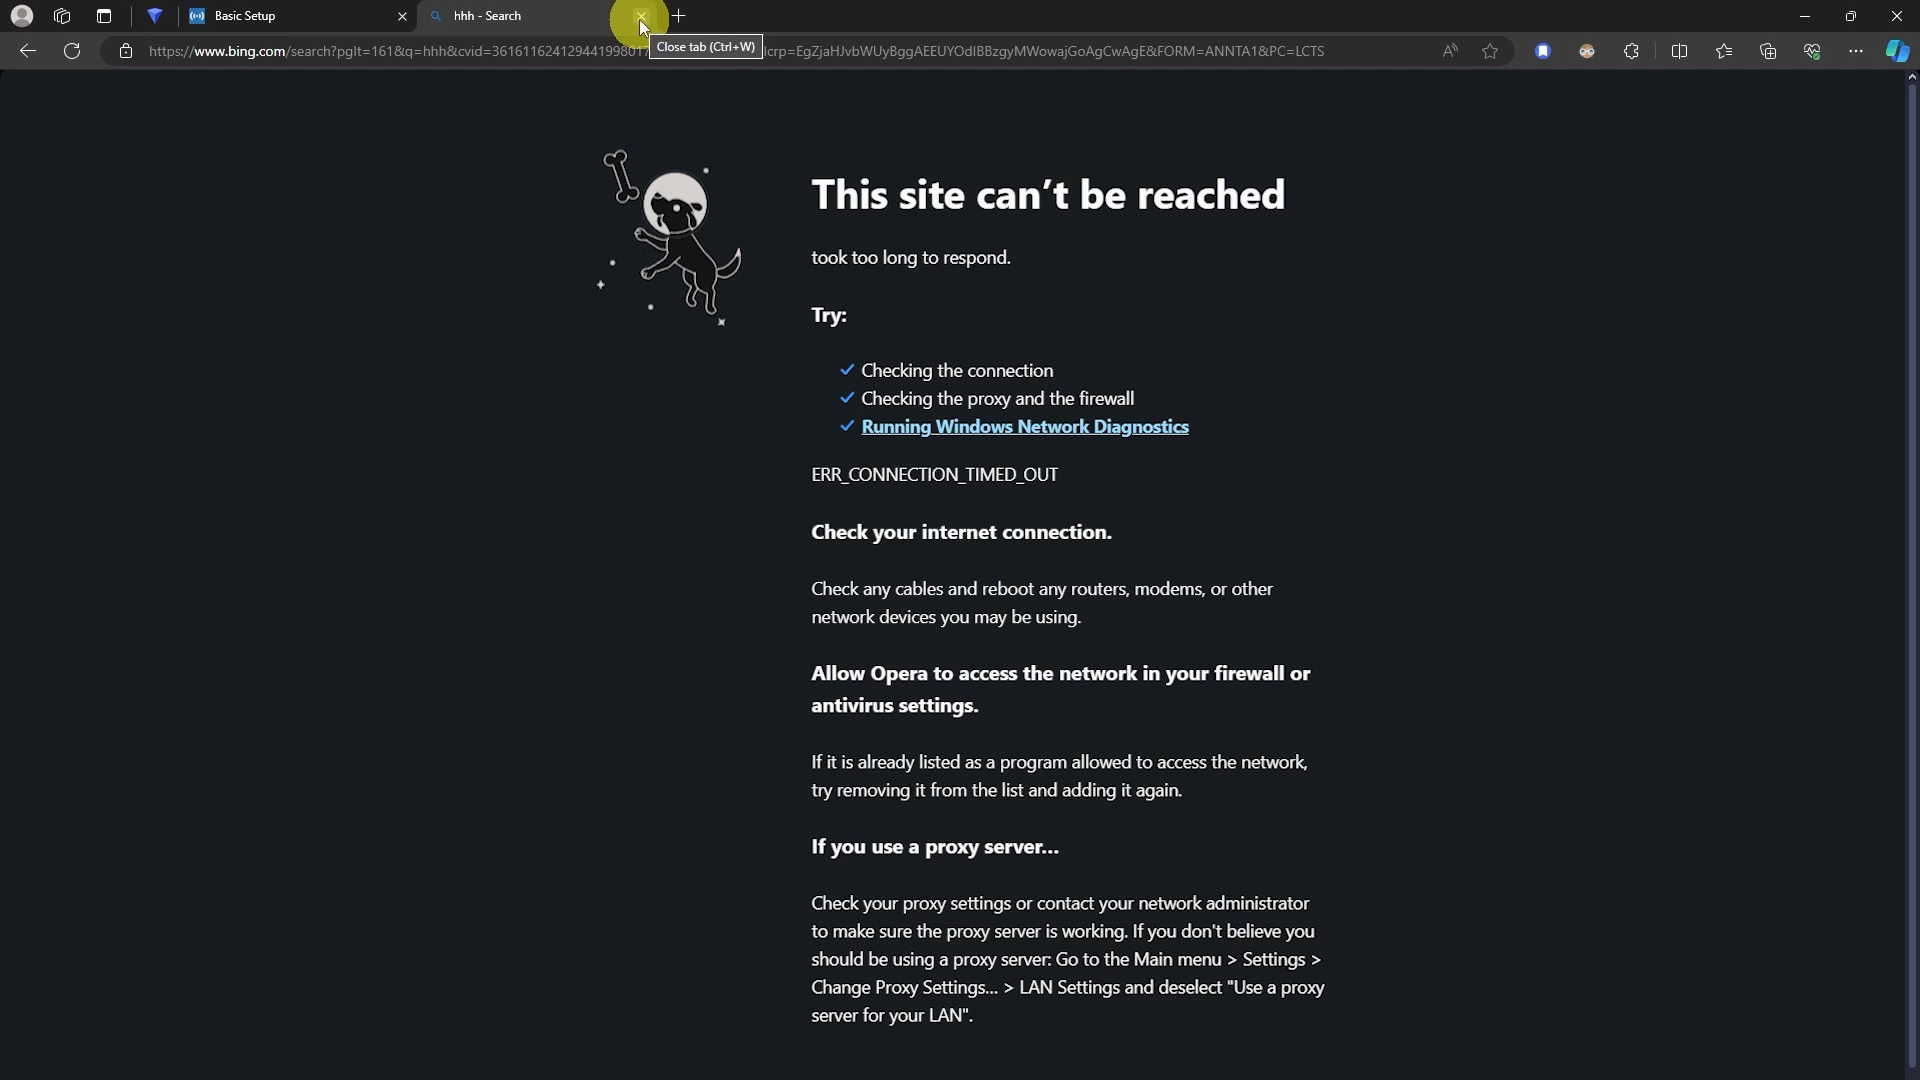 Basic Setup
hhh - Search
https://www.bing.com/search?pglt=161&q=hhh&cvid=361611624129441998017
lcrp=EgZjaHJvbWUyBggAEEUYOdIBBzgyMWowajGoAgCwAgE&FORM=ANNTA1&PC=LCTS
Close tab (Ctrl+W)
This site can’t be reached
took too long to respond.
Try:
Checking the connection
Checking the proxy and the firewall
Running Windows Network Diagnostics
ERR_CONNECTION_TIMED_OUT
Check your internet connection.
Check any cables and reboot any routers, modems, or other
network devices you may be using.
Allow Opera to access the network in your firewall or
antivirus settings.
If it is already listed as a program allowed to access the network,
try removing it from the list and adding it again.
If you use a proxy server...
Check your proxy settings or contact your network administrator
to make sure the proxy server is working. If you don't believe you
should be using a proxy server: Go to the Main menu > Settings >
Change Proxy Settings... > LAN Settings and deselect "Use a proxy
server for your LAN".